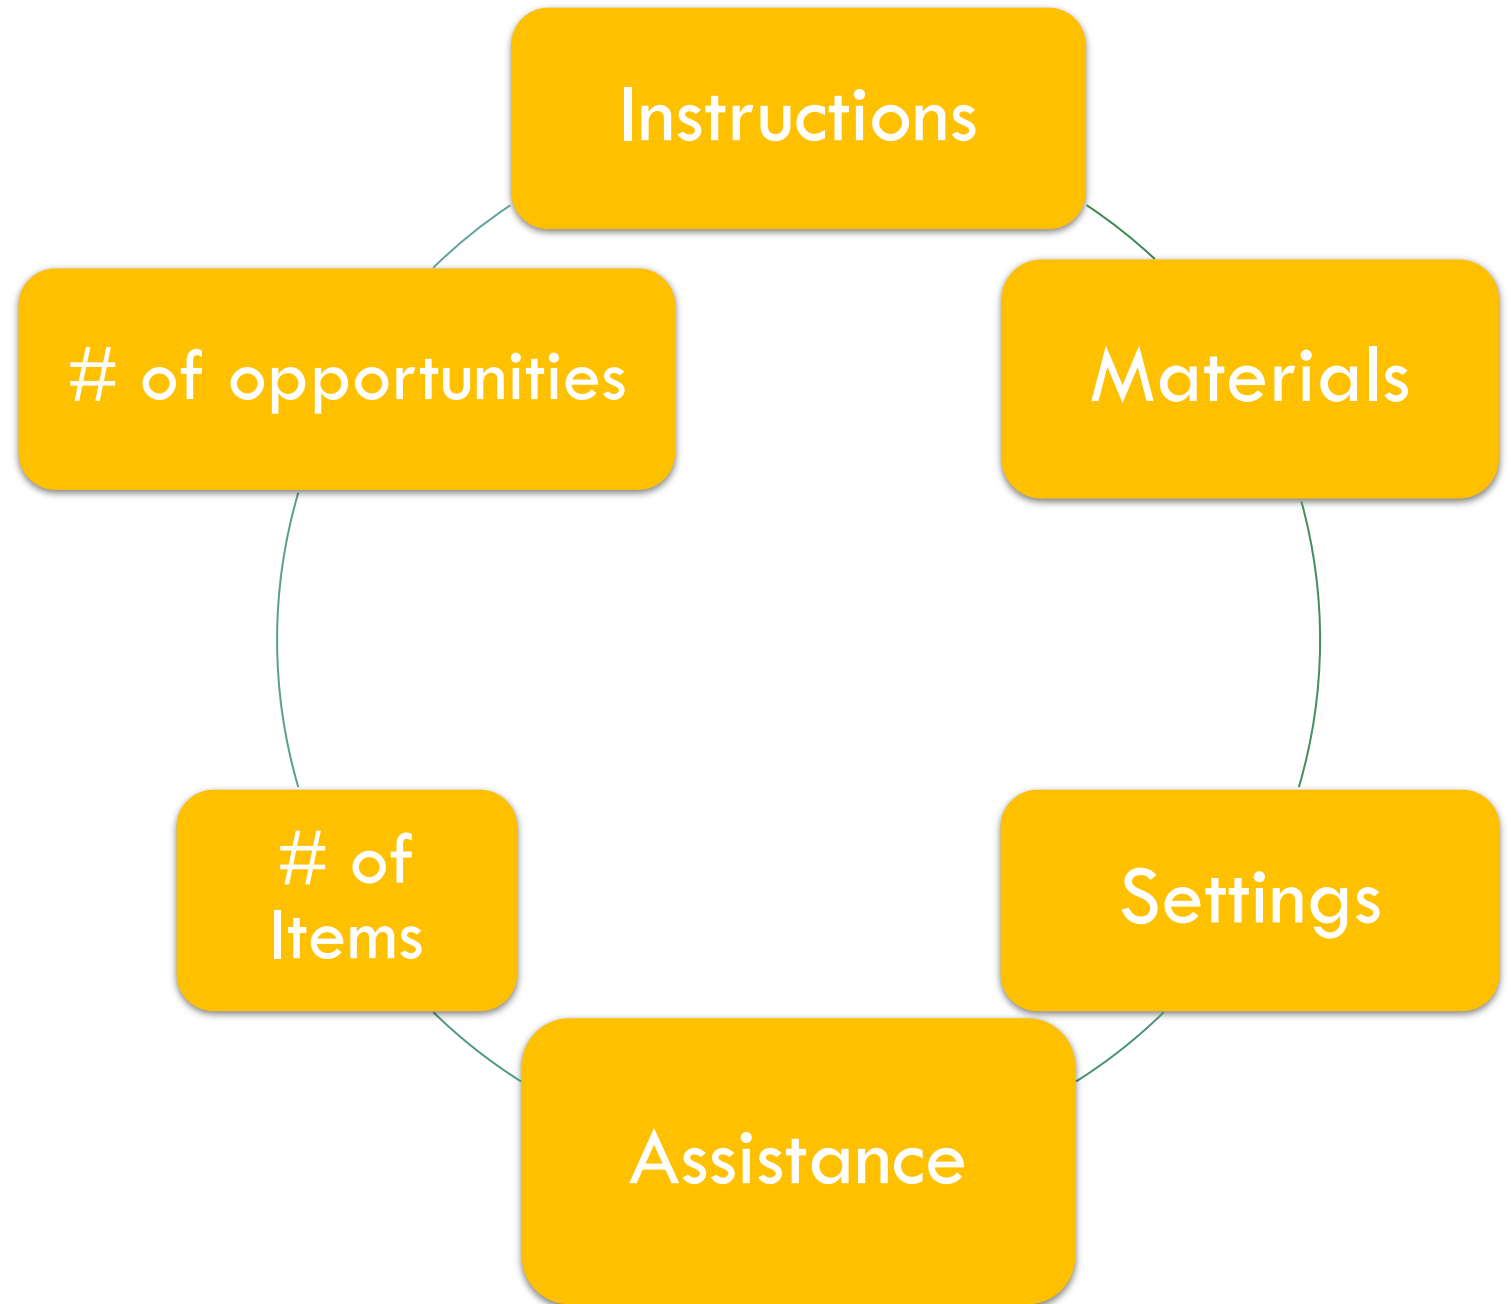 Instructions
Materials
Settings
Assistance
# of
Items
# of opportunities